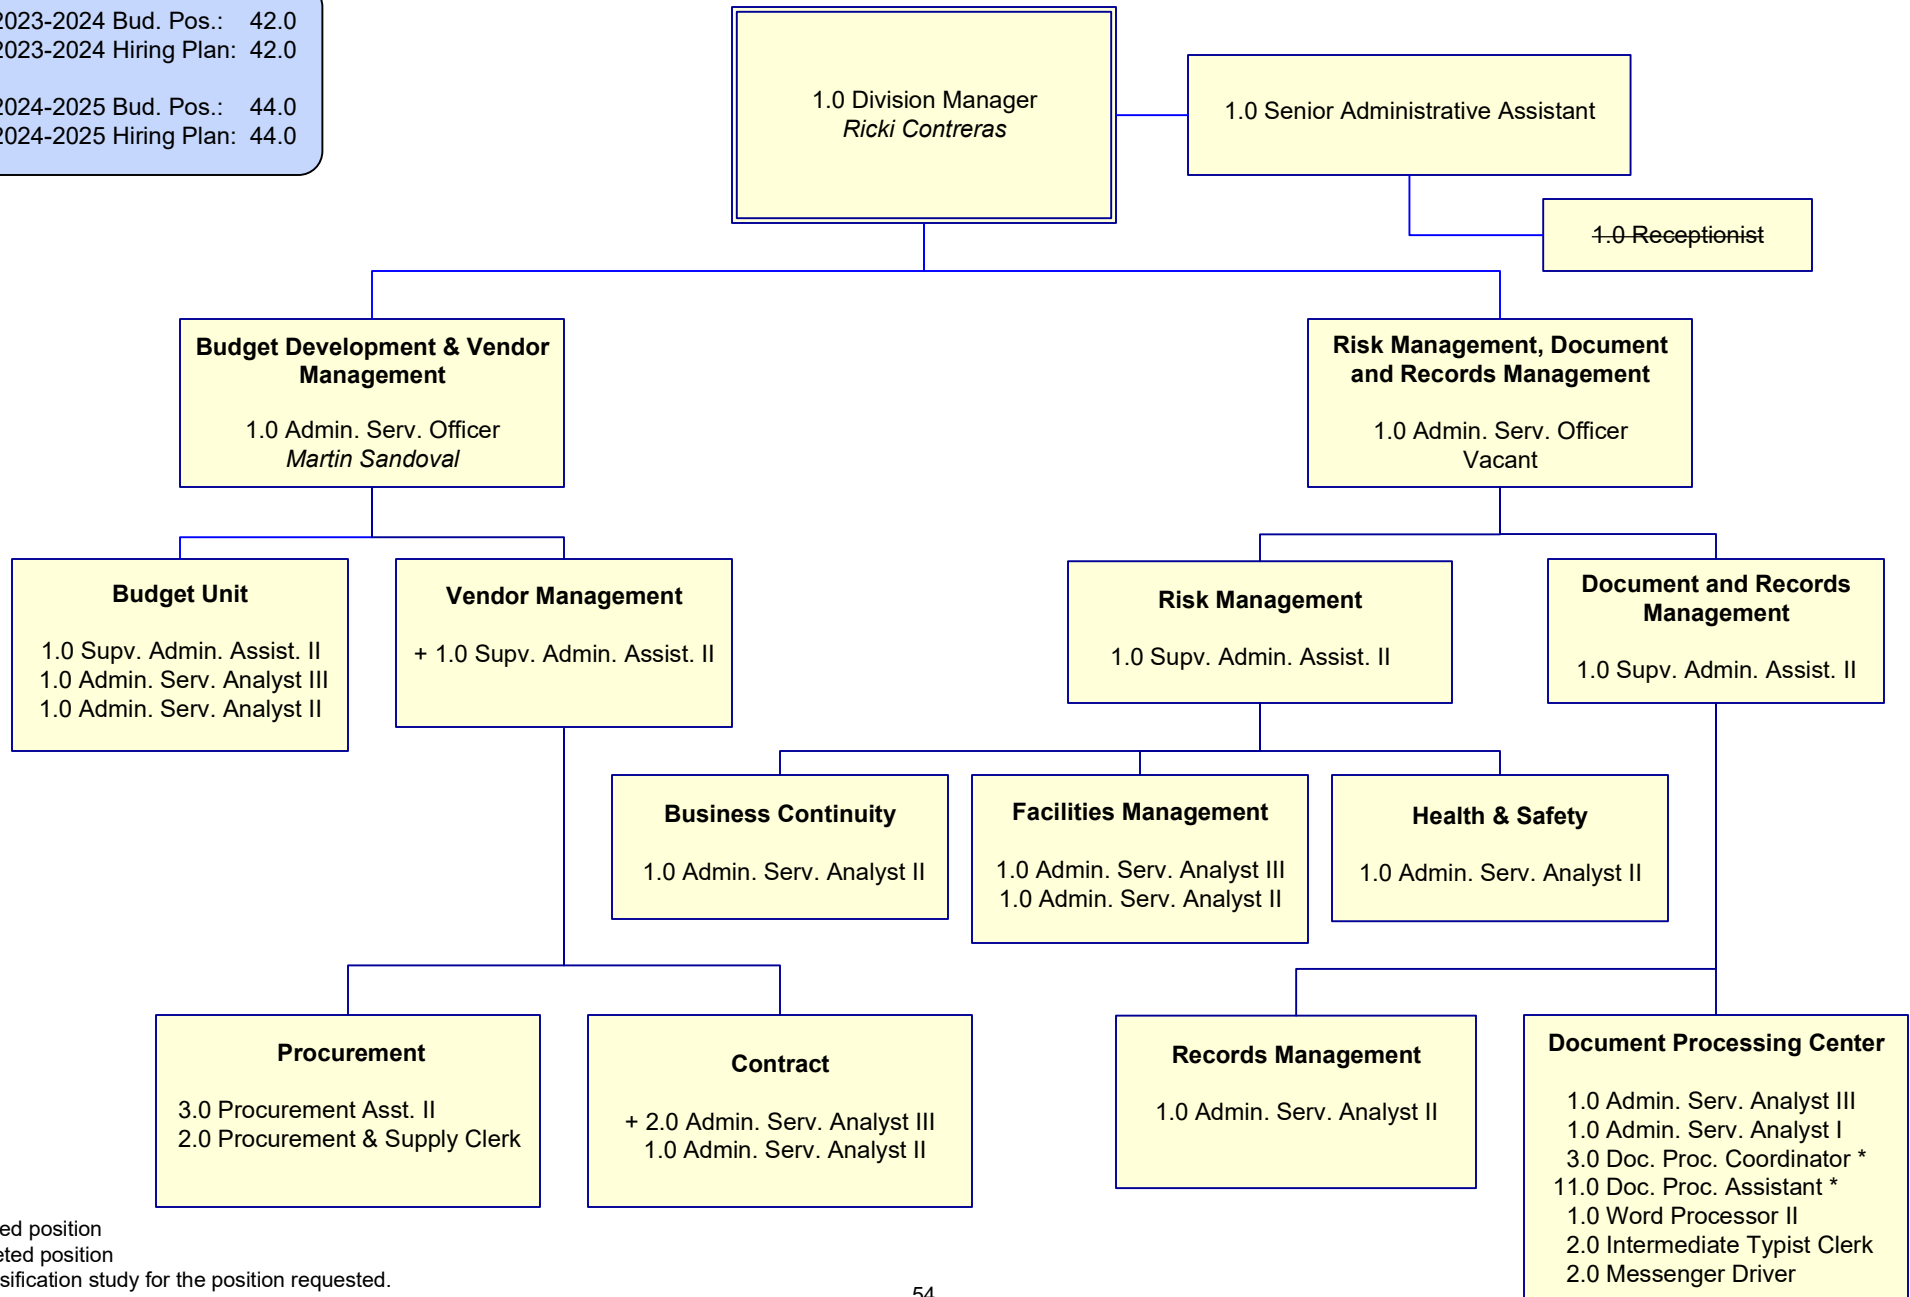 2023-2024 Bud. Pos.: 42.0
2023-2024 Hiring Plan: 42.0
2024-2025 Bud. Pos.: 44.0
2024-2025 Hiring Plan: 44.0
1.0 Division Manager
Ricki Contreras
1.0 Senior Administrative Assistant
1.0 Receptionist
Budget Development & Vendor
Management
1.0 Admin. Serv. Officer
Martin Sandoval
Risk Management, Document
and Records Management
1.0 Admin. Serv. Officer
Vacant
Budget Unit
1.0 Supv. Admin. Assist. II
1.0 Admin. Serv. Analyst III
1.0 Admin. Serv. Analyst II
Vendor Management
+ 1.0 Supv. Admin. Assist. II
Risk Management
1.0 Supv. Admin. Assist. II
Document and Records
Management
1.0 Supv. Admin. Assist. II
Business Continuity
1.0 Admin. Serv. Analyst II
Facilities Management
1.0 Admin. Serv. Analyst III
1.0 Admin. Serv. Analyst II
Health & Safety
1.0 Admin. Serv. Analyst II
Procurement
3.0 Procurement Asst. II
2.0 Procurement & Supply Clerk
Contract
+ 2.0 Admin. Serv. Analyst III
1.0 Admin. Serv. Analyst II
Records Management
1.0 Admin. Serv. Analyst II
Document Processing Center
1.0 Admin. Serv. Analyst III
1.0 Admin. Serv. Analyst I
3.0 Doc. Proc. Coordinator *
11.0 Doc. Proc. Assistant *
1.0 Word Processor II
2.0 Intermediate Typist Clerk
2.0 Messenger Driver
position
position
study for the position requested.
54